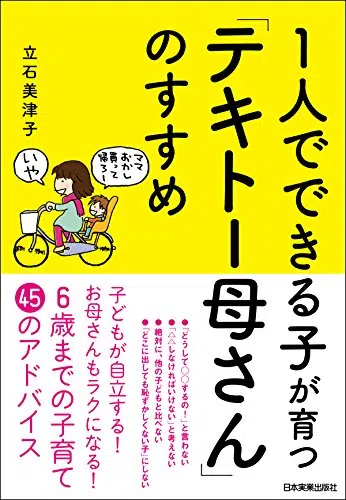 1人でできる子が育つ
「テキトー母さん」
のすすめ
立石美津子
ママ
おかし
買って
帰ろー
いや
●「どうして○○するの！」と言わない
●「△△しなければいけない」と考えない
●絶対に、他の子どもと比べない
●「どこに出しても恥ずかしくない子」にしない
子どもが自立する！
お母さんもラクになる！
6歳までの子育て
45のアドバイス
日本実業出版社